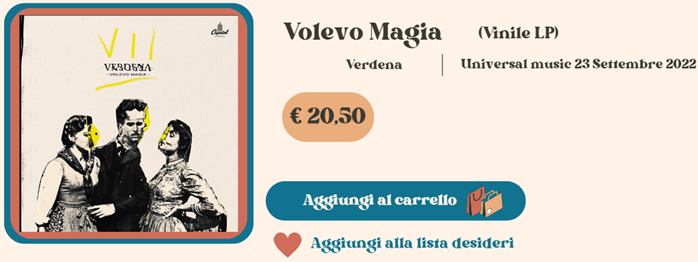 VII
Capitol
VERDENA
- VOLEVO MAGIA -
Volevo Magia (Vinile LP)
Verdena | Universal music 23 Settembre 2022
€ 20,50
Aggiungi al carrello
Aggiungi alla lista desideri